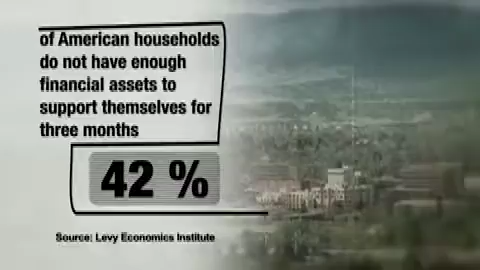 of American households
do not have enough
financial assets to
support themselves for
three months
42 %
Source: Levy Economics Institute